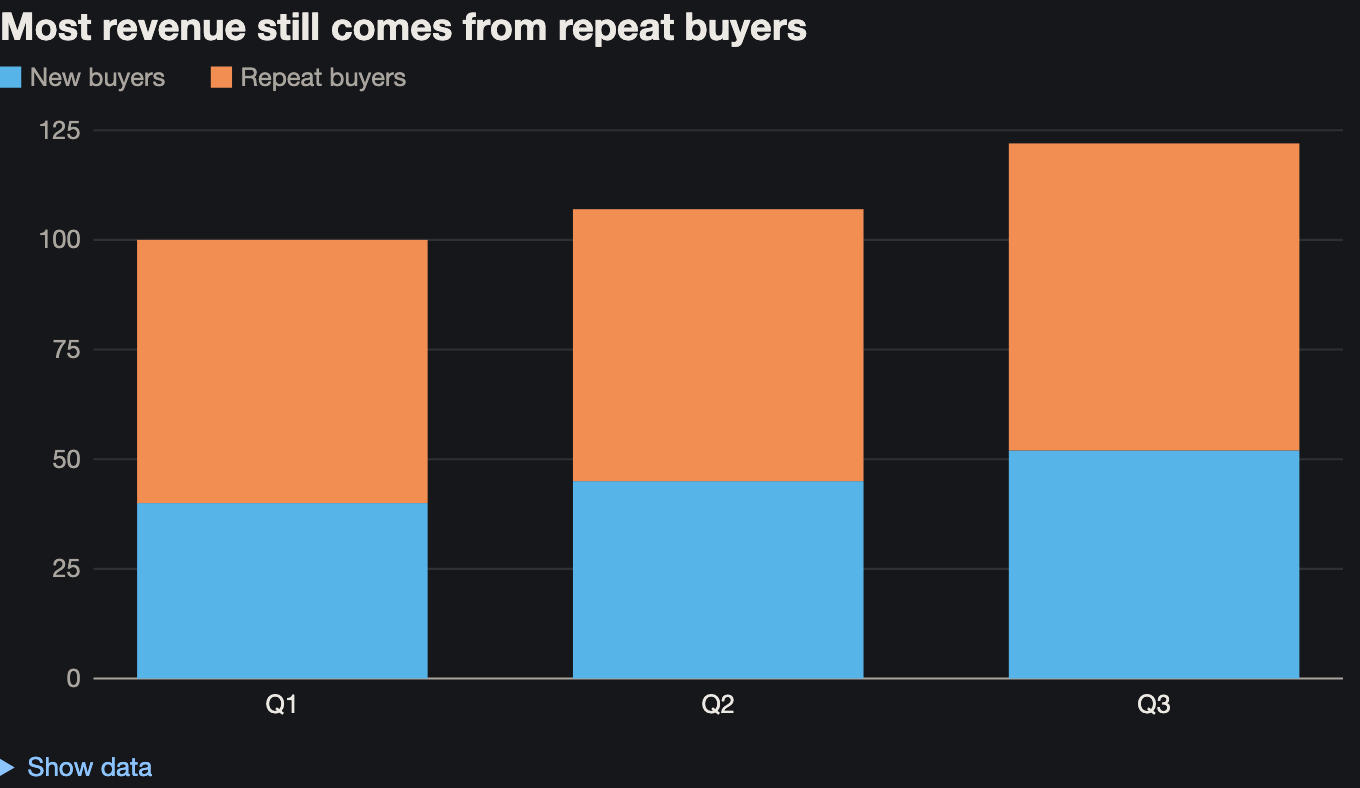 Most revenue still comes from repeat buyers
New buyers Repeat buyers
125
100
75
50
25
0
Q1 Q2 Q3
Show data